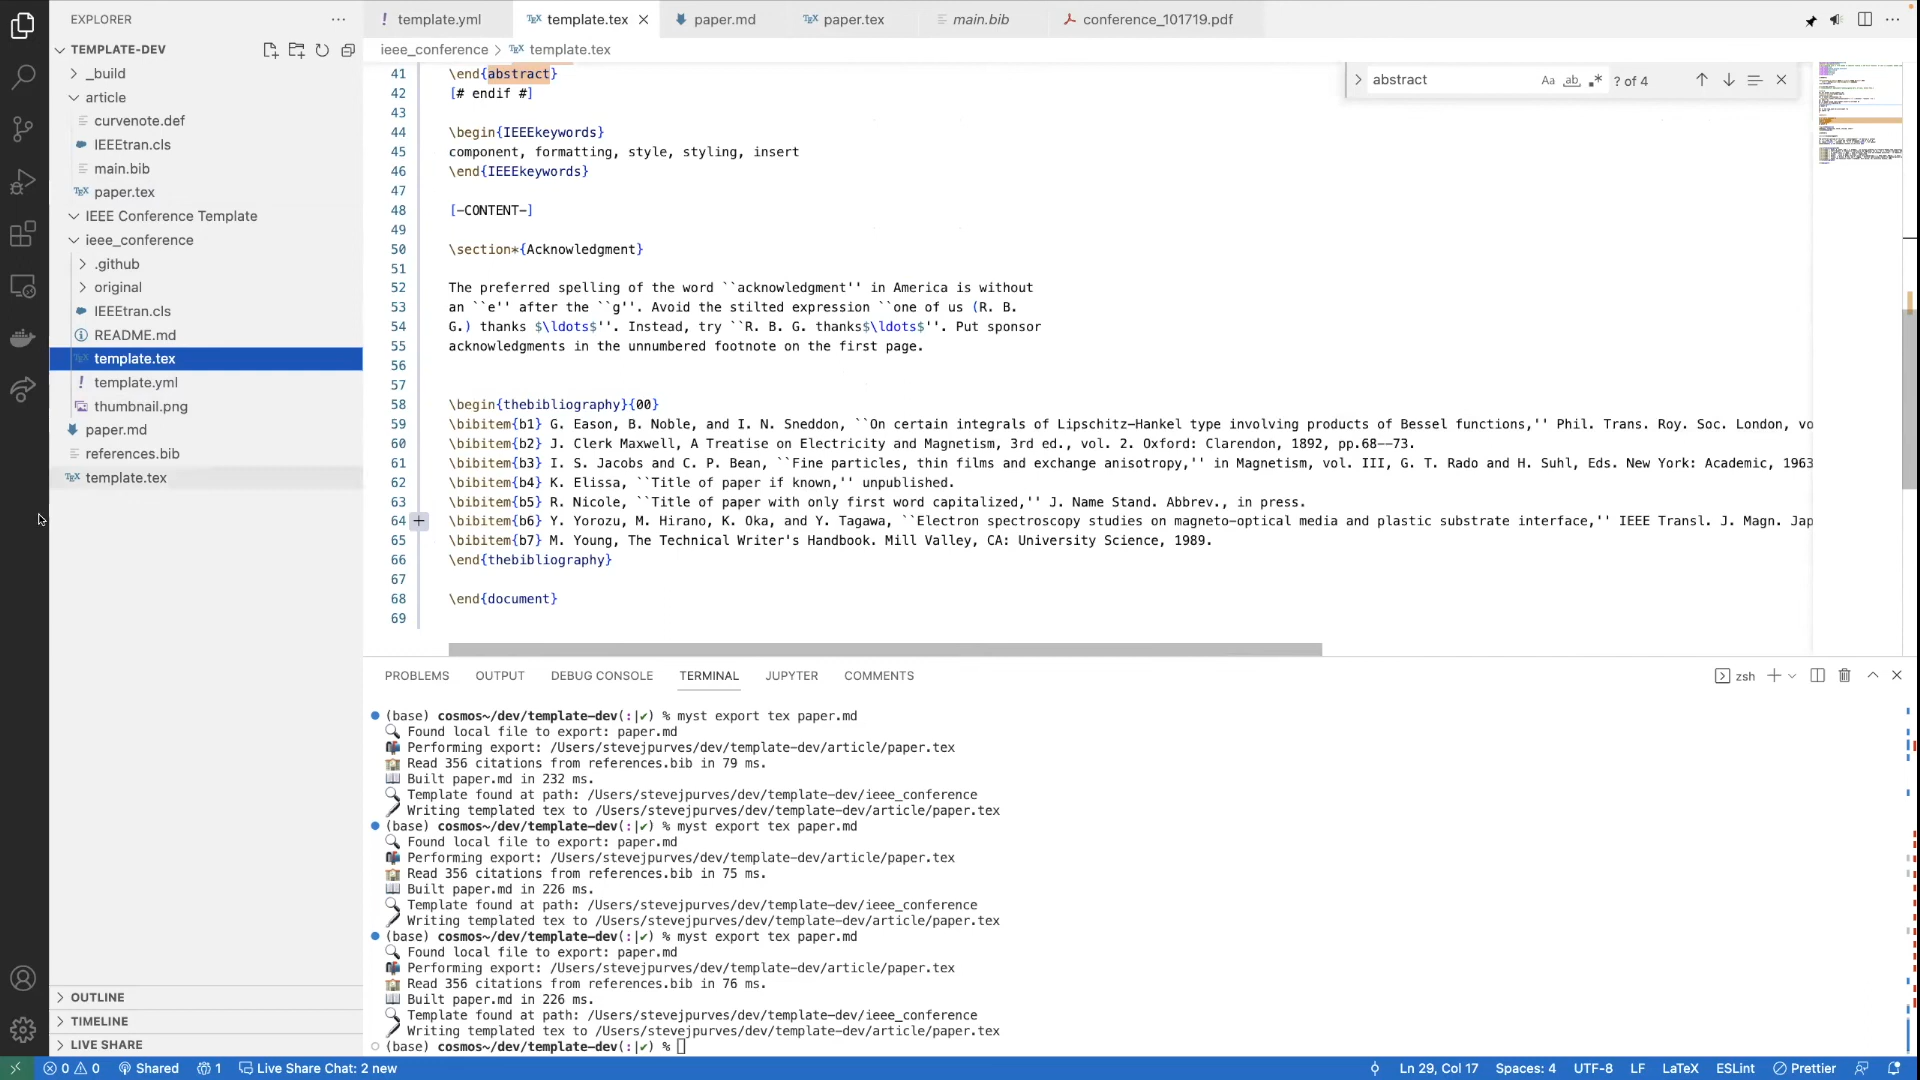 EXPLORER
template.yml
template.tex
paper.md
paper.tex
main.bib
conference_101719.pdf
TEMPLATE-DEV
ieee_conference > template.tex
_build
article
curvenote.def
IEEEtran.cls
main.bib
paper.tex
IEEE Conference Template
ieee_conference
.github
original
IEEEtran.cls
README.md
template.tex
template.yml
thumbnail.png
paper.md
references.bib
template.tex
OUTLINE
TIMELINE
LIVE SHARE
abstract
Aa ab .* ? of 4
41 \end{abstract}
42 [# endif #]
43
44 \begin{IEEEkeywords}
45 component, formatting, style, styling, insert
46 \end{IEEEkeywords}
47
48 [-CONTENT-]
49
50 \section*{Acknowledgment}
51
52 The preferred spelling of the word ``acknowledgment'' in America is without
53 an ``e'' after the ``g''. Avoid the stilted expression ``one of us (R. B.
54 G.) thanks $\ldots$''. Instead, try ``R. B. G. thanks$\ldots$''. Put sponsor
55 acknowledgments in the unnumbered footnote on the first page.
56
57
58 \begin{thebibliography}{00}
59 \bibitem{b1} G. Eason, B. Noble, and I. N. Sneddon, ``On certain integrals of Lipschitz-Hankel type involving products of Bessel functions,'' Phil. Trans. Roy. Soc. London, vo
60 \bibitem{b2} J. Clerk Maxwell, A Treatise on Electricity and Magnetism, 3rd ed., vol. 2. Oxford: Clarendon, 1892, pp.68--73.
61 \bibitem{b3} I. S. Jacobs and C. P. Bean, ``Fine particles, thin films and exchange anisotropy,'' in Magnetism, vol. III, G. T. Rado and H. Suhl, Eds. New York: Academic, 1963
62 \bibitem{b4} K. Elissa, ``Title of paper if known,'' unpublished.
63 \bibitem{b5} R. Nicole, ``Title of paper with only first word capitalized,'' J. Name Stand. Abbrev., in press.
64 \bibitem{b6} Y. Yorozu, M. Hirano, K. Oka, and Y. Tagawa, ``Electron spectroscopy studies on magneto-optical media and plastic substrate interface,'' IEEE Transl. J. Magn. Jap
65 \bibitem{b7} M. Young, The Technical Writer's Handbook. Mill Valley, CA: University Science, 1989.
66 \end{thebibliography}
67
68 \end{document}
69
PROBLEMS OUTPUT DEBUG CONSOLE TERMINAL JUPYTER COMMENTS
zsh
(base) cosmos~/dev/template-dev(:|✔) % myst export tex paper.md
Found local file to export: paper.md
Performing export: /Users/stevejpurves/dev/template-dev/article/paper.tex
Read 356 citations from references.bib in 79 ms.
Built paper.md in 232 ms.
Template found at path: /Users/stevejpurves/dev/template-dev/ieee_conference
Writing templated tex to /Users/stevejpurves/dev/template-dev/article/paper.tex
(base) cosmos~/dev/template-dev(:|✔) % myst export tex paper.md
Found local file to export: paper.md
Performing export: /Users/stevejpurves/dev/template-dev/article/paper.tex
Read 356 citations from references.bib in 75 ms.
Built paper.md in 226 ms.
Template found at path: /Users/stevejpurves/dev/template-dev/ieee_conference
Writing templated tex to /Users/stevejpurves/dev/template-dev/article/paper.tex
(base) cosmos~/dev/template-dev(:|✔) % myst export tex paper.md
Found local file to export: paper.md
Performing export: /Users/stevejpurves/dev/template-dev/article/paper.tex
Read 356 citations from references.bib in 76 ms.
Built paper.md in 226 ms.
Template found at path: /Users/stevejpurves/dev/template-dev/ieee_conference
Writing templated tex to /Users/stevejpurves/dev/template-dev/article/paper.tex
(base) cosmos~/dev/template-dev(:|✔) %
0 0 Shared 1 Live Share Chat: 2 new Ln 29, Col 17 Spaces: 4 UTF-8 LF LaTeX ESLint Prettier